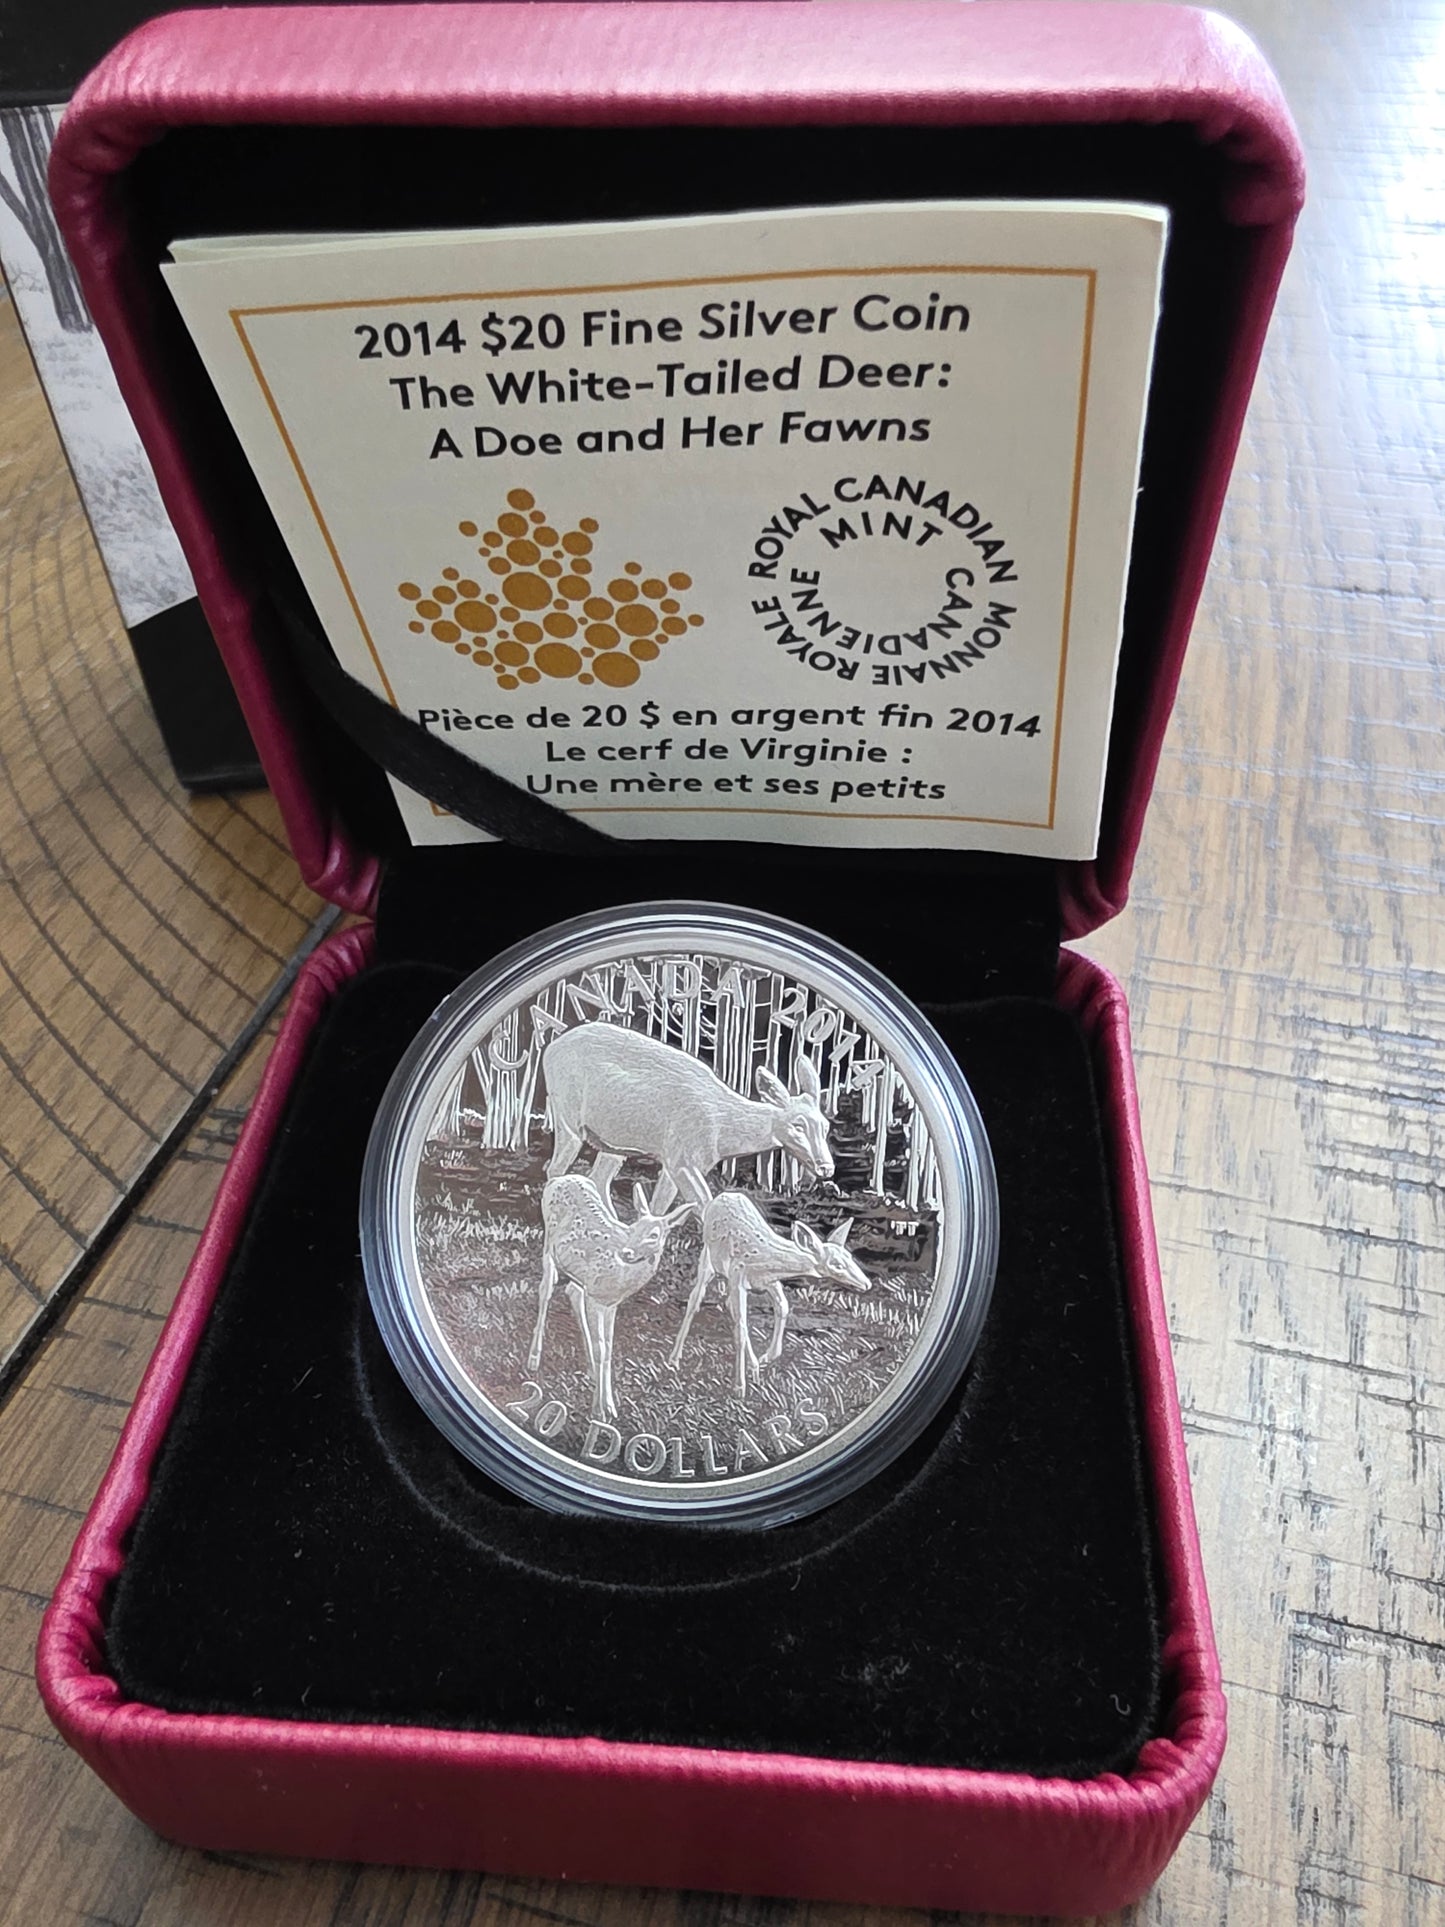 2014 $20 Fine Silver Coin
The White-Tailed Deer:
A Doe and Her Fawns
ROYAL CANADIAN MONNAIE ROYALE
MINT CANADIENNE
Pièce de 20 $ en argent fin 2014
Le cerf de Virginie :
Une mère et ses petits
CANADA 2014
TT
20 DOLLARS